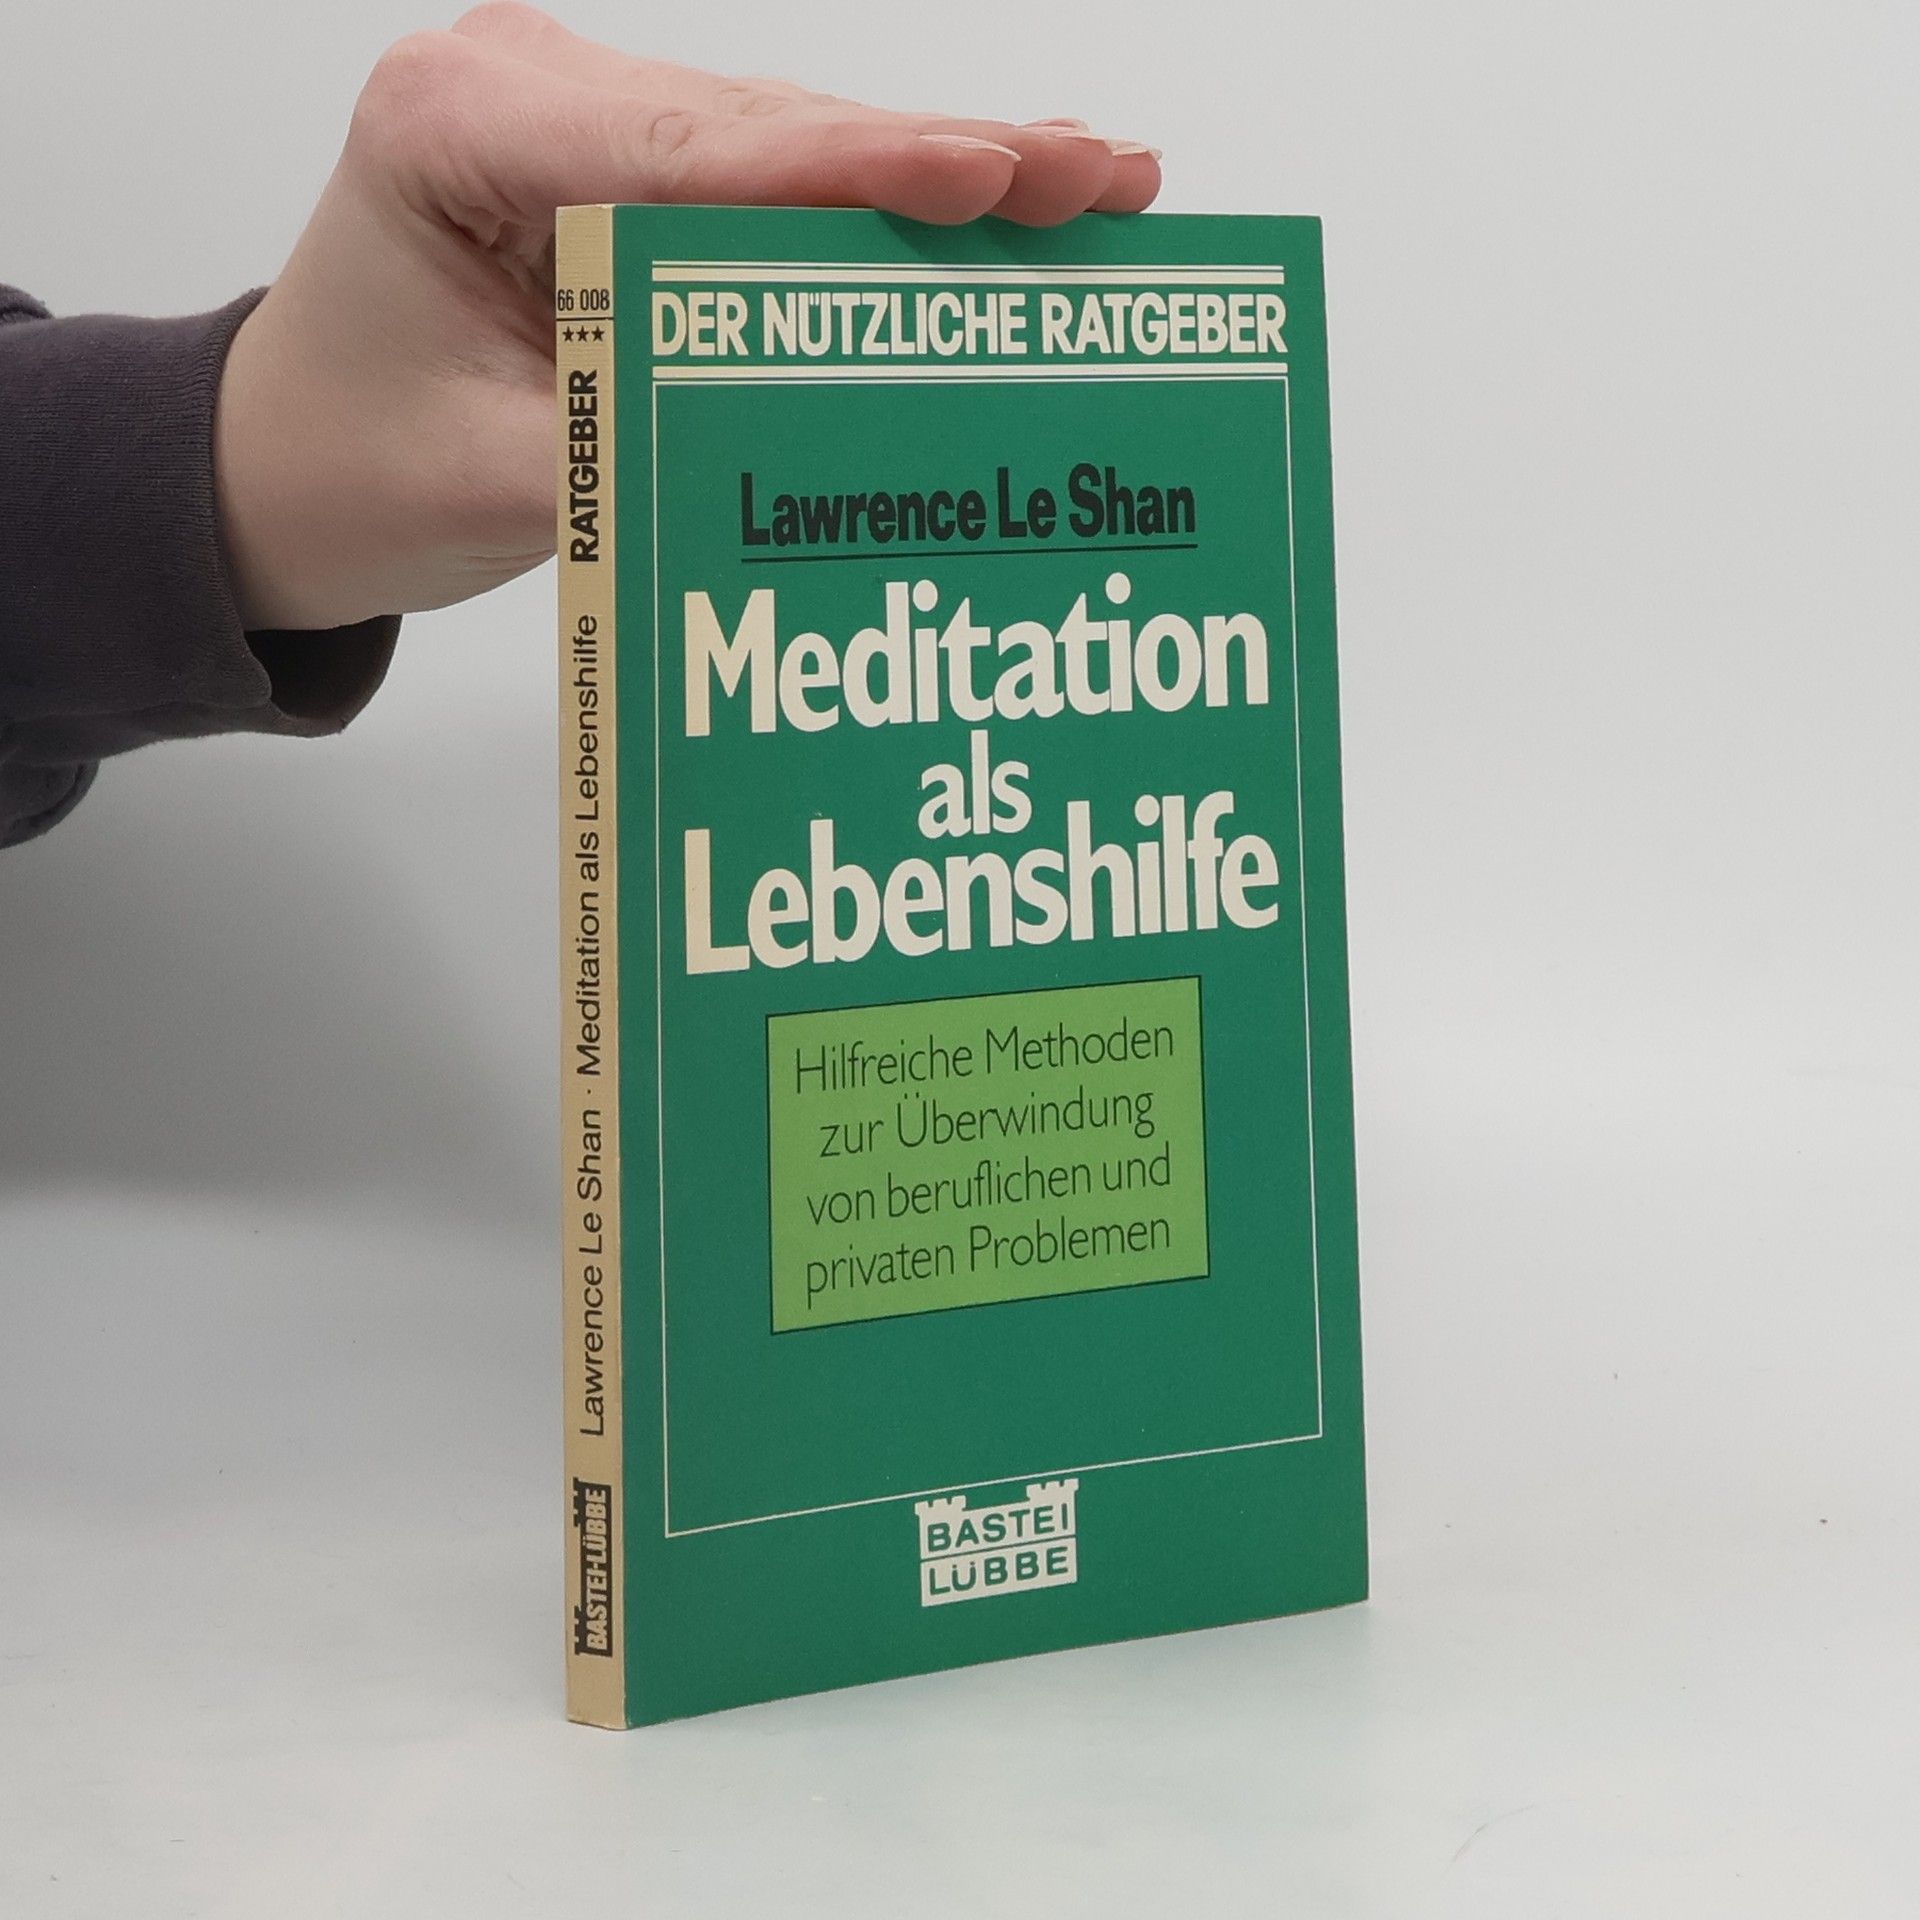 66 008
★★★
RATGEBER
Lawrence Le Shan · Meditation als Lebenshilfe
BASTEI-LÜBBE
DER NÜTZLICHE RATGEBER
Lawrence Le Shan
Meditation
als
Lebenshilfe
Hilfreiche Methoden
zur Überwindung
von beruflichen und
privaten Problemen
BASTEI
LÜBBE